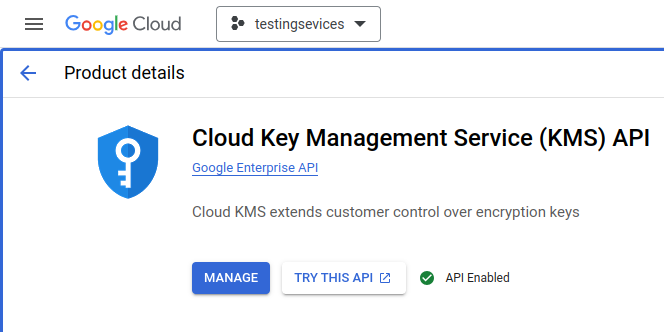 Google Cloud
testingsevices
Product details
Cloud Key Management Service (KMS) API
Google Enterprise API
Cloud KMS extends customer control over encryption keys
MANAGE
TRY THIS API
API Enabled